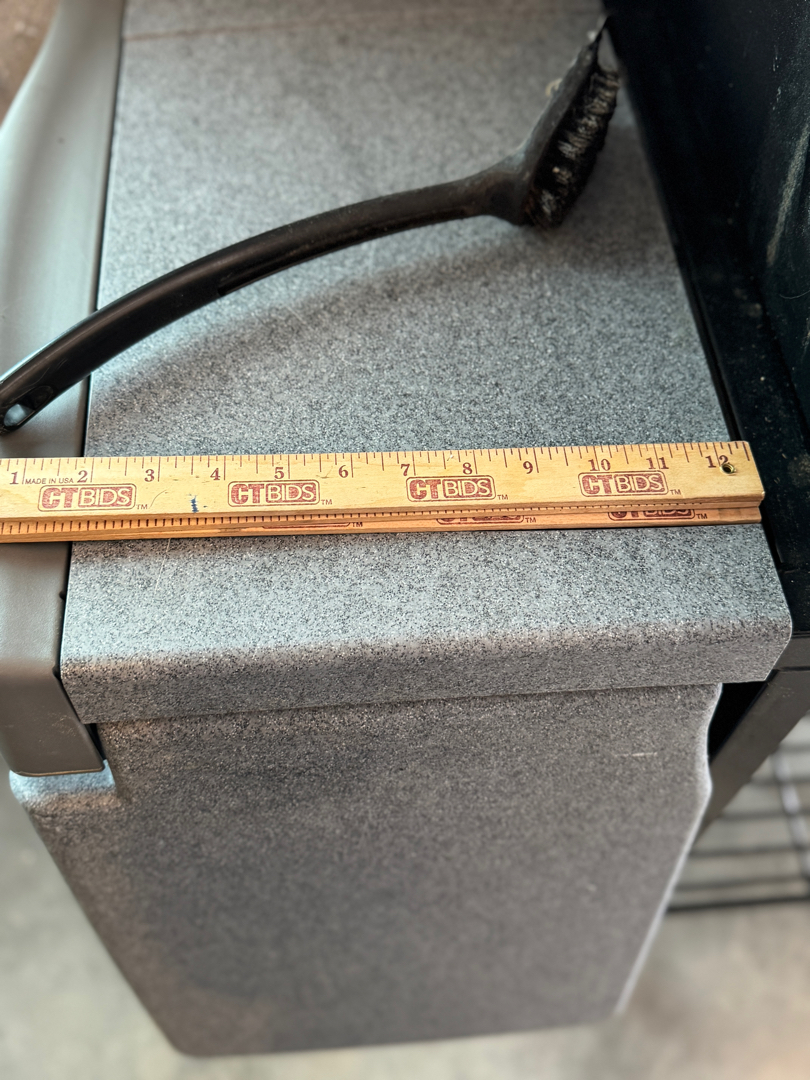 1 2 3 4 5 6 7 8 9 10 11 12
MADE IN USA
CTBIDS™ CTBIDS™ CTBIDS™ CTBIDS™